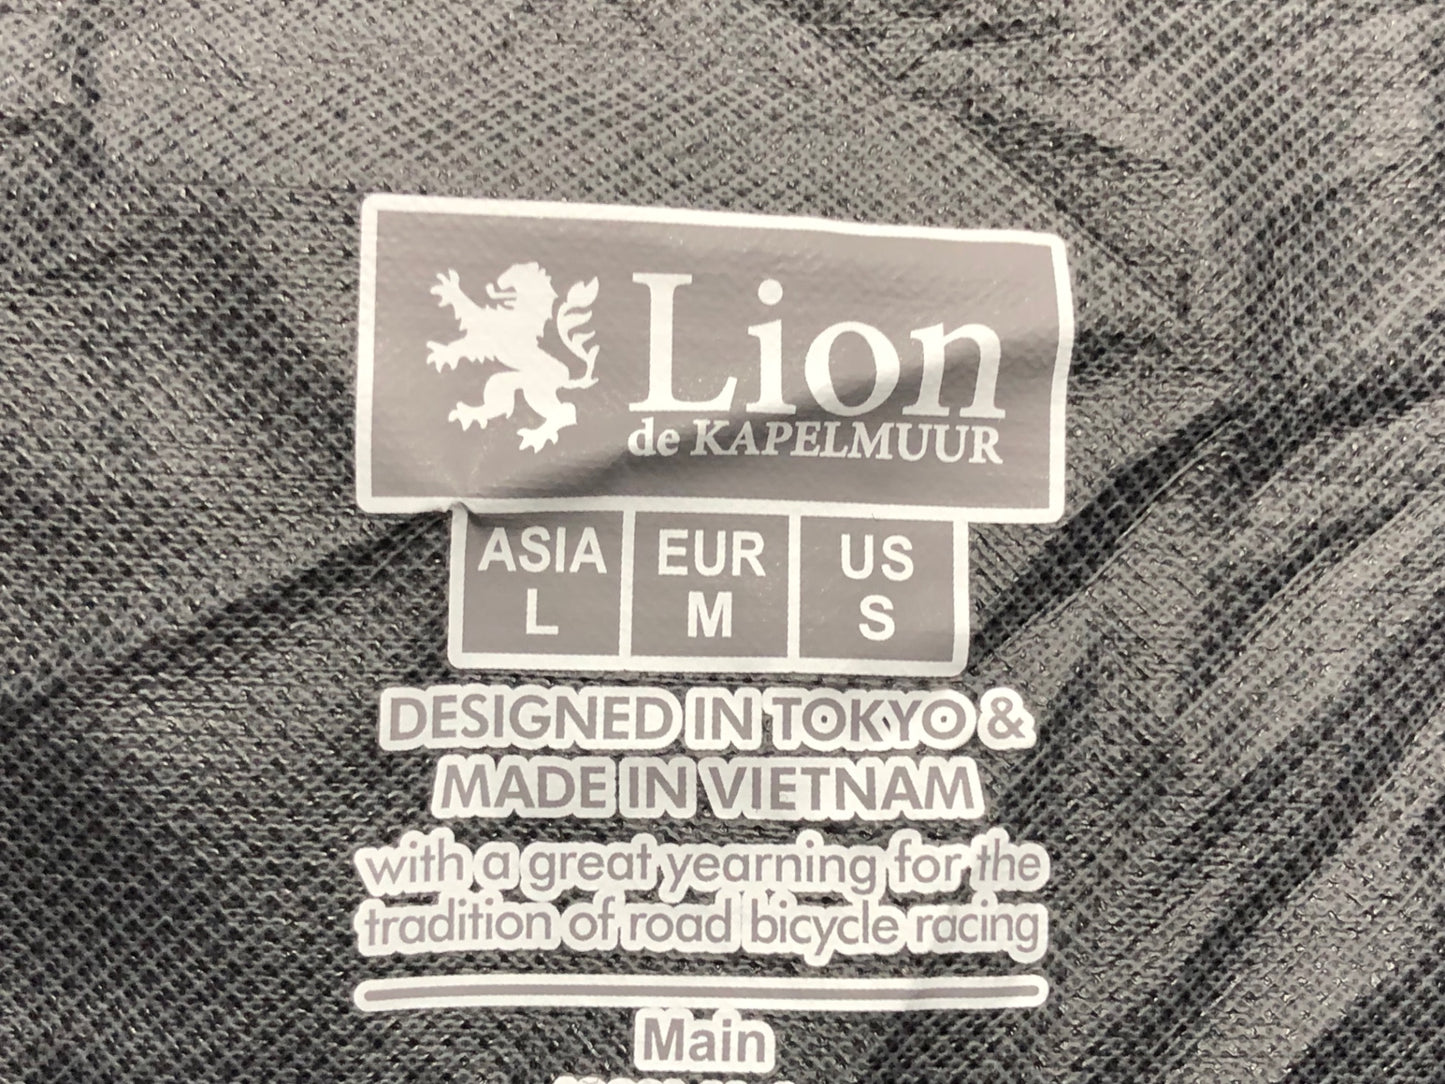 Lion
de KAPELMUUR
ASIA EUR US
L M S
DESIGNED IN TOKYO &
MADE IN VIETNAM
with a great yearning for the
tradition of road bicycle racing
Main